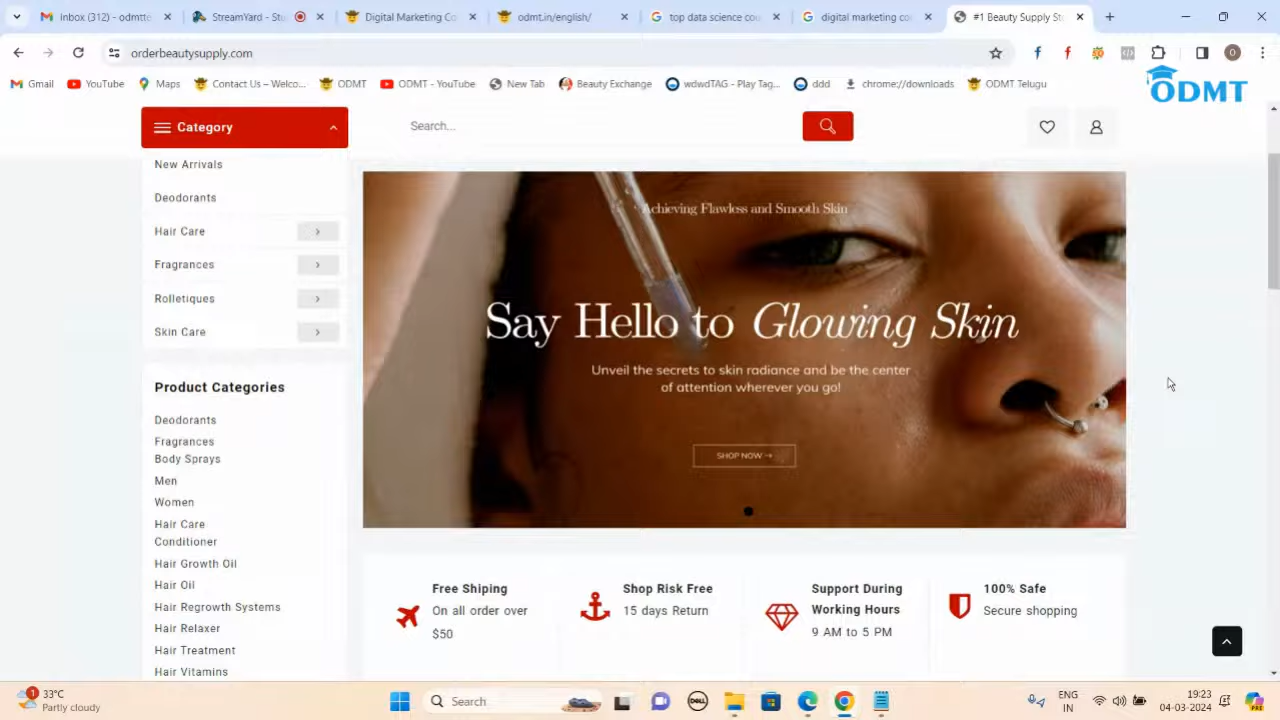 Inbox (312) - odmtte
StreamYard - Stu
Digital Marketing Co
odmt.in/english/
top data science cou
digital marketing co
#1 Beauty Supply St
orderbeautysupply.com
Gmail
YouTube
Maps
Contact Us – Welco...
ODMT
ODMT - YouTube
New Tab
Beauty Exchange
wdwdTAG - Play Tag...
ddd
chrome://downloads
ODMT Telugu
O
ODMT
Category
Search...
New Arrivals
Deodorants
Hair Care
Fragrances
Rolletiques
Skin Care
Product Categories
Deodorants
Fragrances
Body Sprays
Men
Women
Hair Care
Conditioner
Hair Growth Oil
Hair Oil
Hair Regrowth Systems
Hair Relaxer
Hair Treatment
Hair Vitamins
Achieving Flawless and Smooth Skin
Say Hello to Glowing Skin
Unveil the secrets to skin radiance and be the center
of attention wherever you go!
SHOP NOW →
Free Shiping
On all order over
$50
Shop Risk Free
15 days Return
Support During
Working Hours
9 AM to 5 PM
100% Safe
Secure shopping
1
33°C
Partly cloudy
Search
DELL
ENG
IN
19:23
04-03-2024